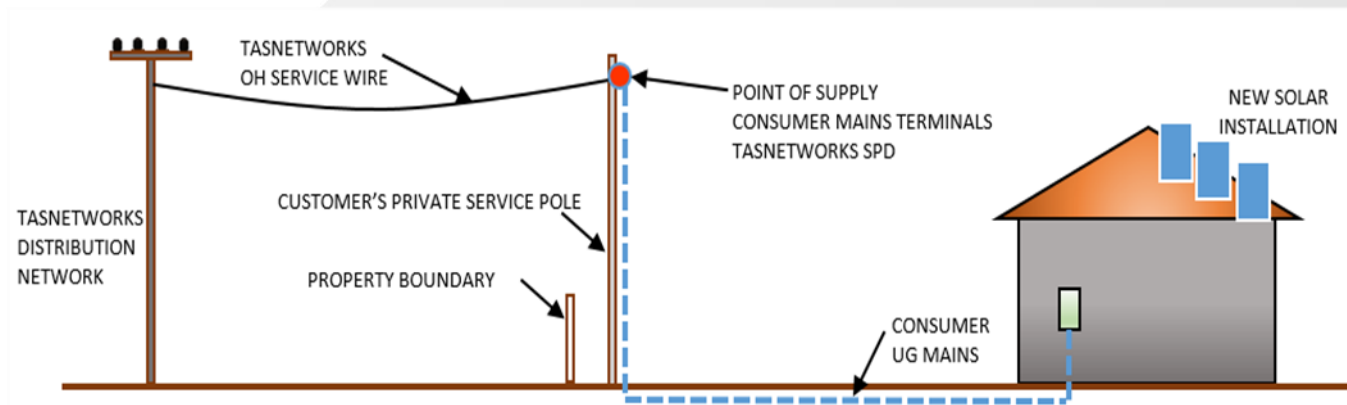 TASNETWORKS
OH SERVICE WIRE
POINT OF SUPPLY
CONSUMER MAINS TERMINALS
TASNETWORKS SPD
NEW SOLAR
INSTALLATION
CUSTOMER'S PRIVATE SERVICE POLE
TASNETWORKS
DISTRIBUTION
NETWORK
PROPERTY BOUNDARY
CONSUMER
UG MAINS